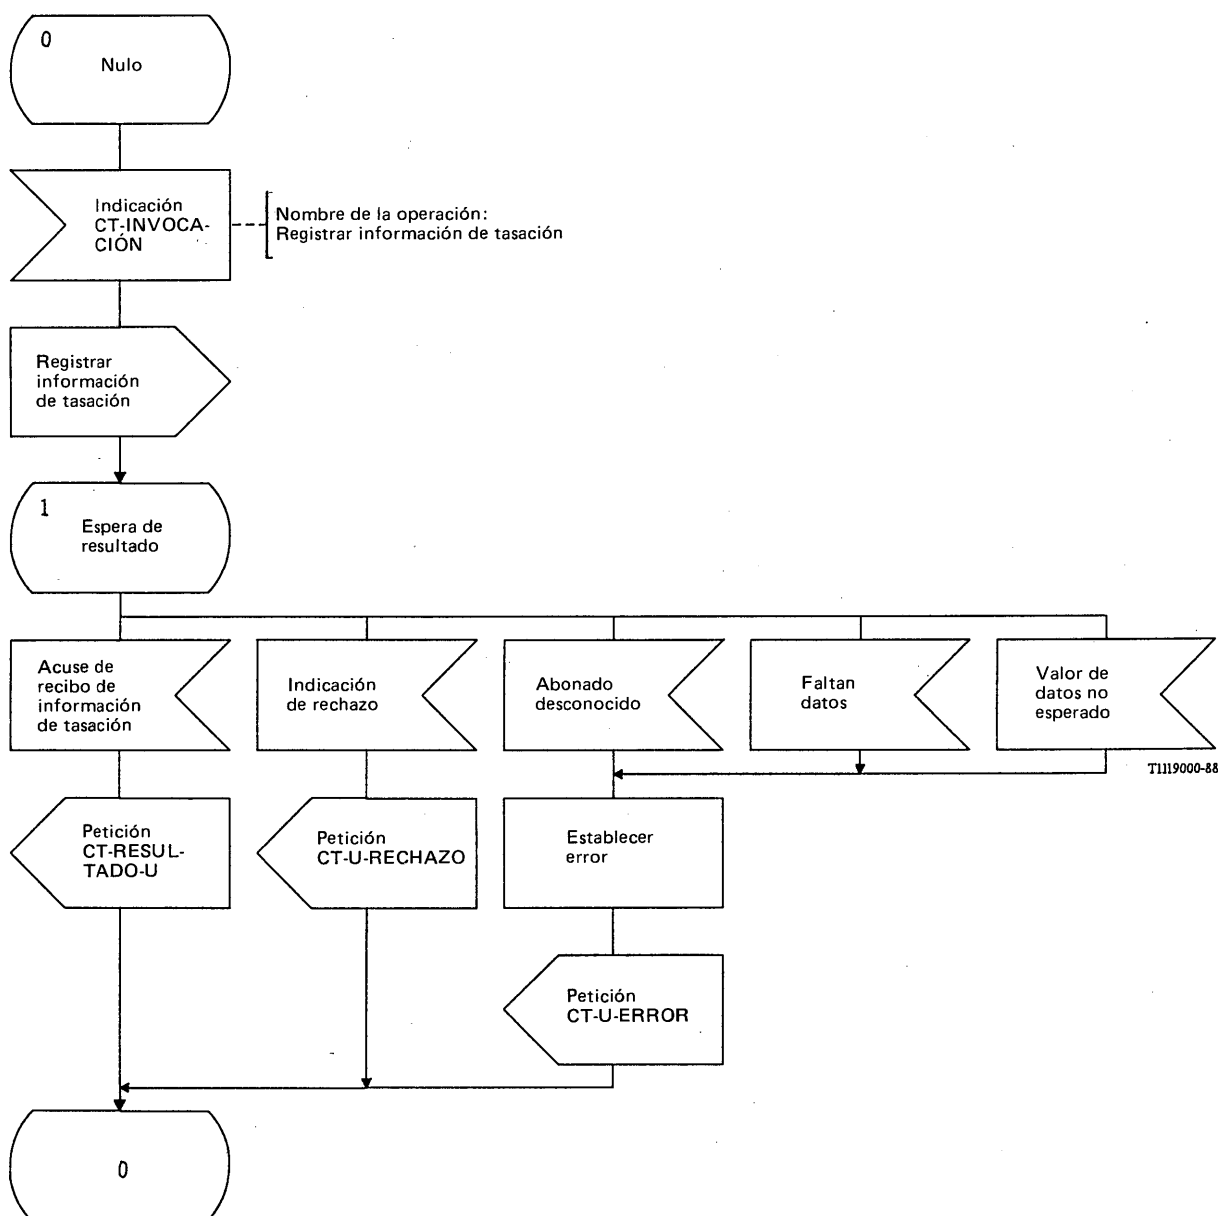 0
Nulo
Indicación
CT-INVOCA-
CIÓN
Nombre de la operación:
Registrar información de tasación
Registrar
información
de tasación
1
Espera de
resultado
Acuse de
recibo de
información
de tasación
Indicación
de rechazo
Abonado
desconocido
Faltan
datos
Valor de
datos no
esperado
T1119000-88
Petición
CT-RESUL-
TADO-U
Petición
CT-U-RECHAZO
Establecer
error
Petición
CT-U-ERROR
0